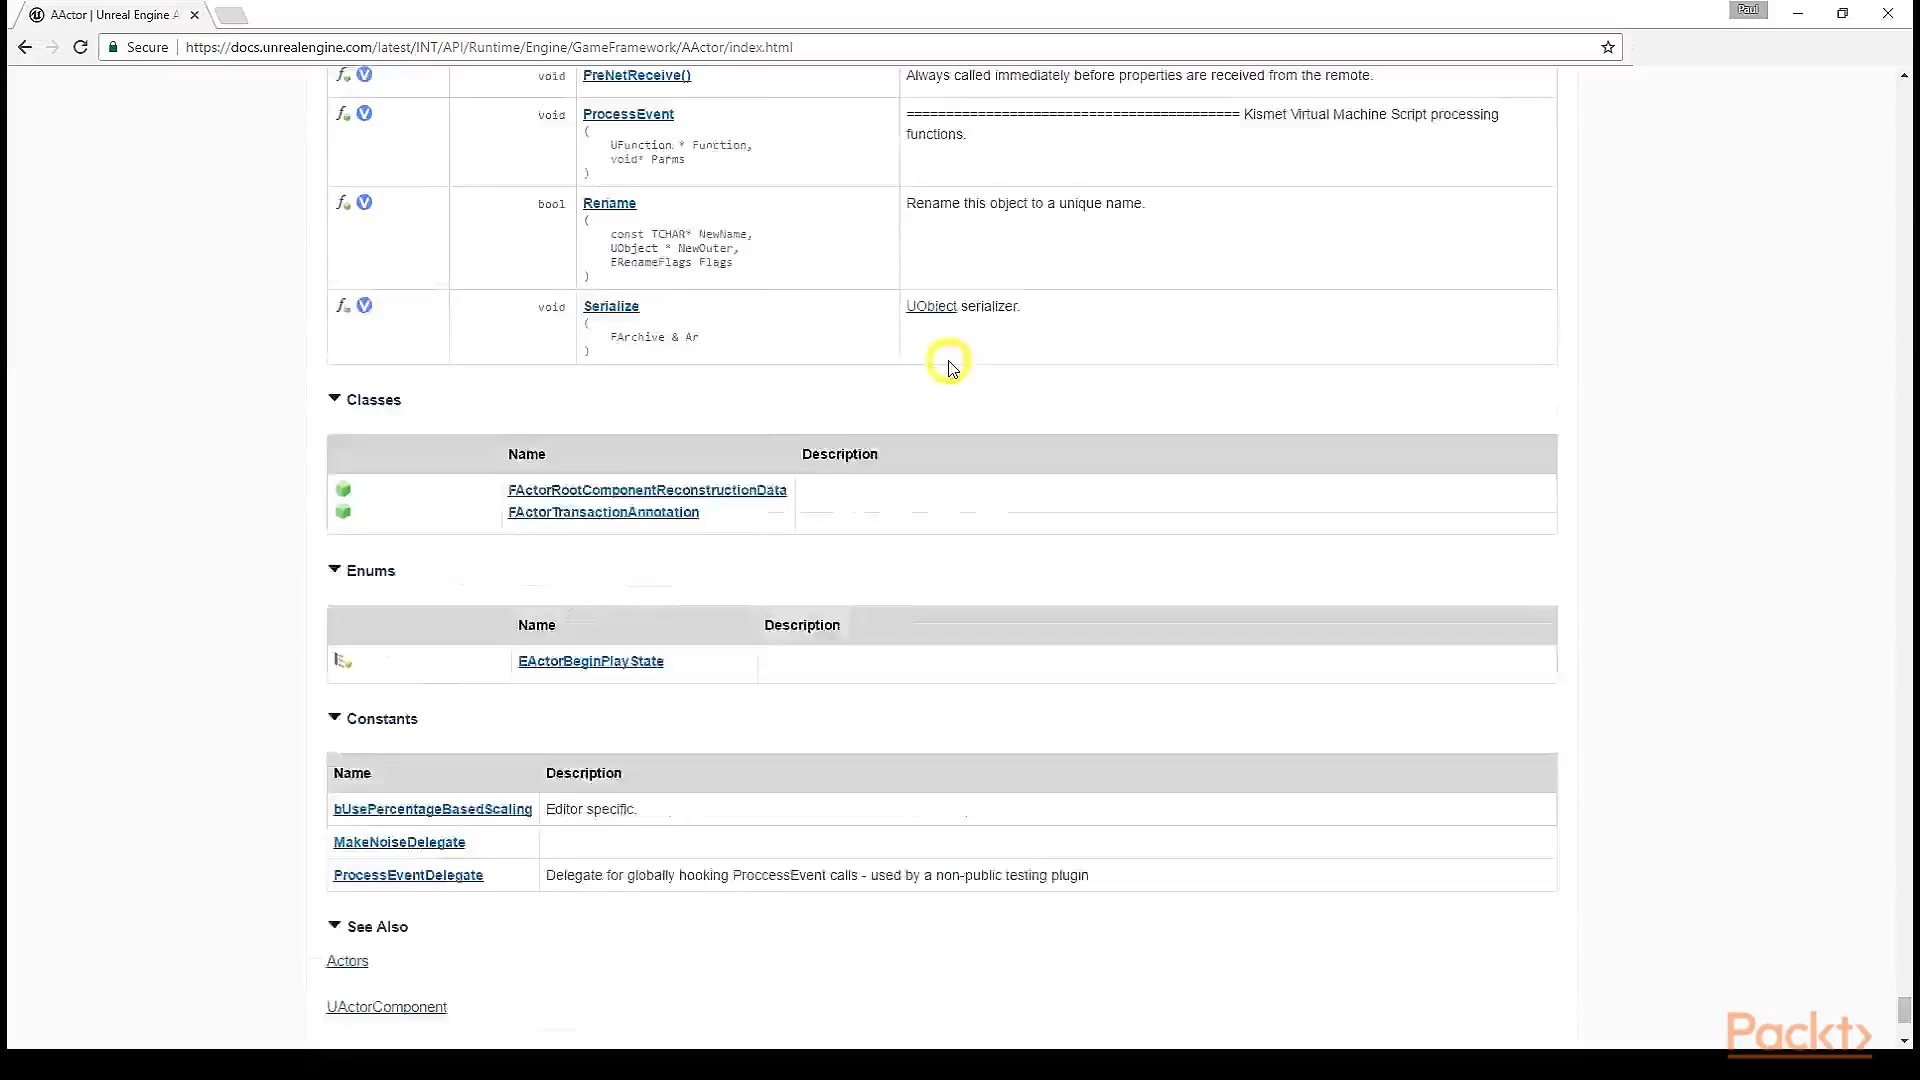 AActor | Unreal Engine A
Paul
Secure https://docs.unrealengine.com/latest/INT/API/Runtime/Engine/GameFramework/AActor/index.html
void PreNetReceive() Always called immediately before properties are received from the remote.
void ProcessEvent ========================================== Kismet Virtual Machine Script processing
( functions.
UFunction * Function,
void* Parms
)
bool Rename Rename this object to a unique name.
(
const TCHAR* NewName,
UObject * NewOuter,
ERenameFlags Flags
)
void Serialize UObject serializer.
(
FArchive & Ar
)
Classes
Name Description
FActorRootComponentReconstructionData
FActorTransactionAnnotation
Enums
Name Description
EActorBeginPlayState
Constants
Name Description
bUsePercentageBasedScaling Editor specific.
MakeNoiseDelegate
ProcessEventDelegate Delegate for globally hooking ProccessEvent calls - used by a non-public testing plugin
See Also
Actors
UActorComponent
Packt>